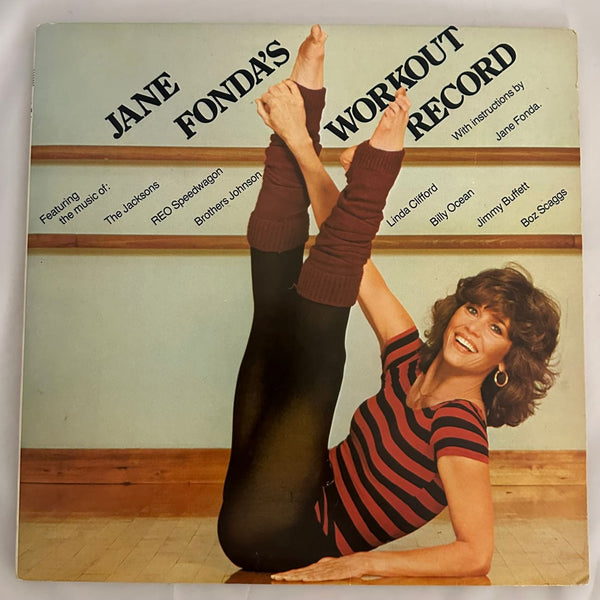 JANE
FONDA'S
WORKOUT
RECORD
With instructions by
Jane Fonda.
Featuring
the music of:
The Jacksons
REO Speedwagon
Brothers Johnson
Linda Clifford
Billy Ocean
Jimmy Buffett
Boz Scaggs